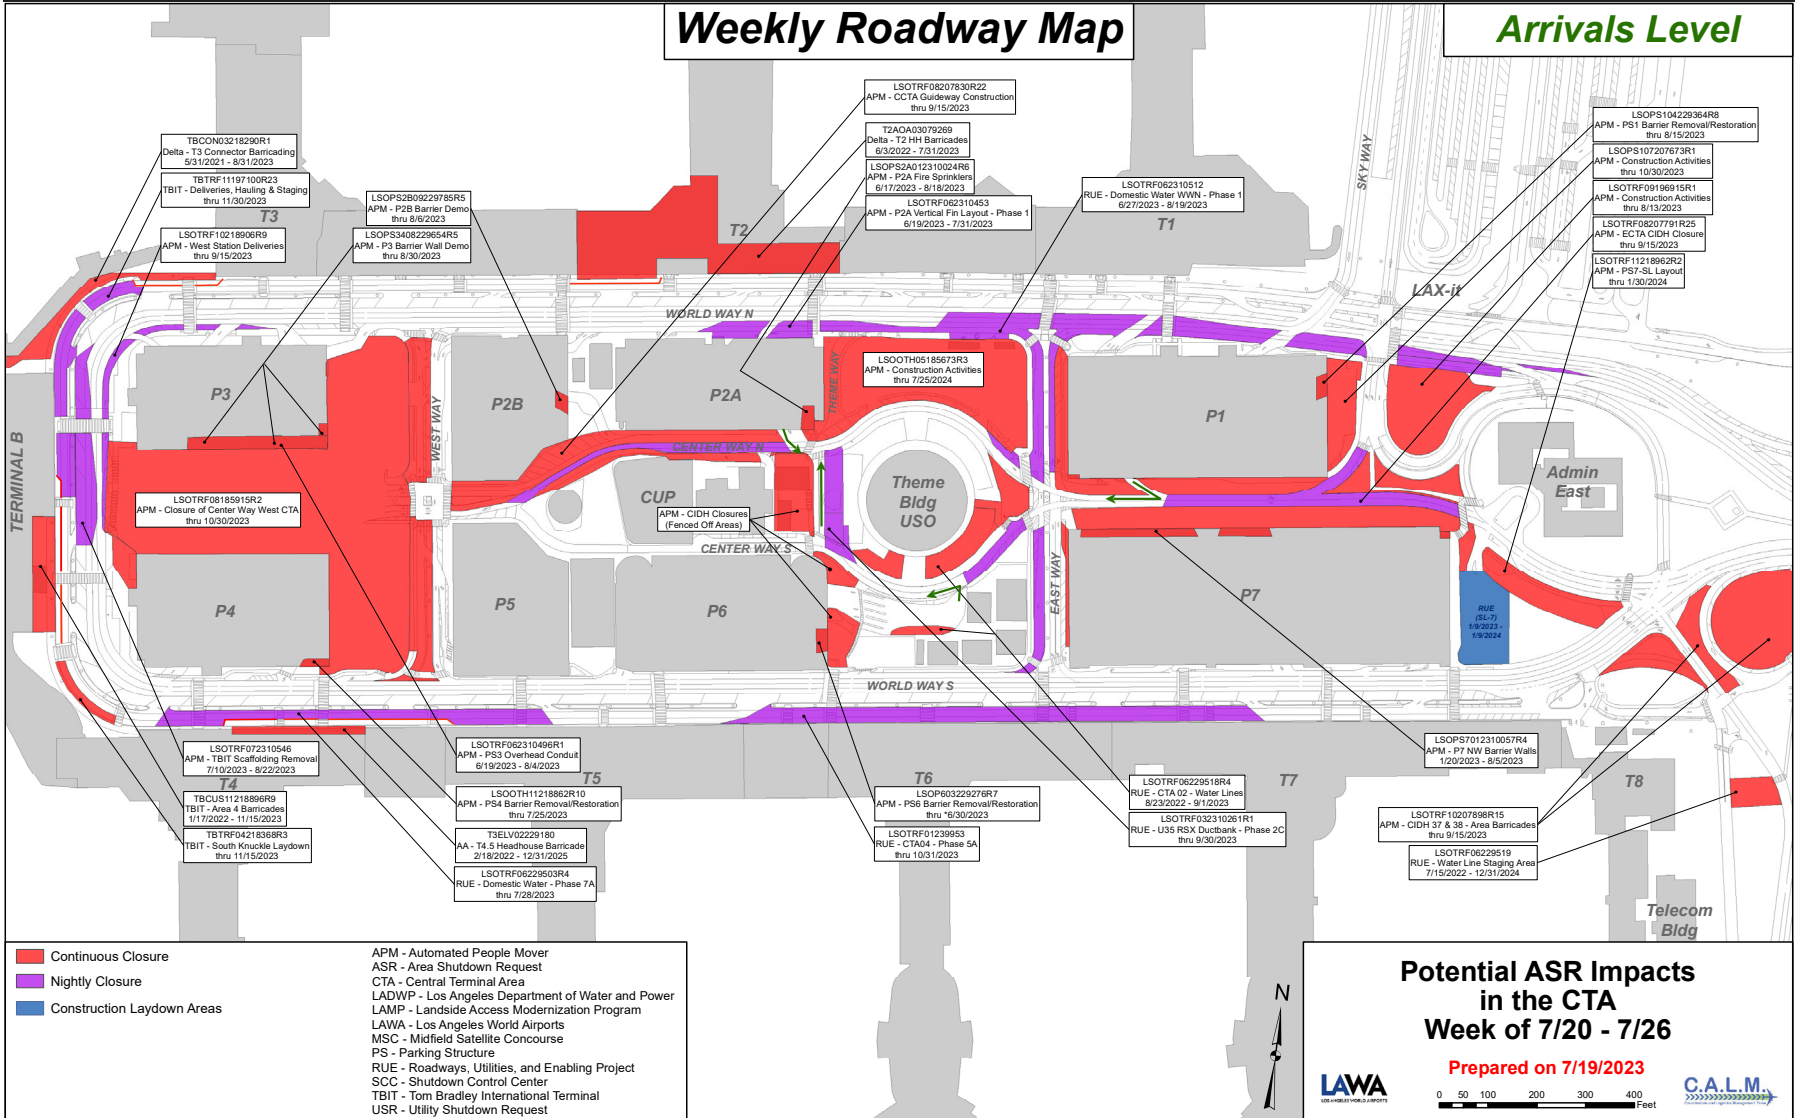 Weekly Roadway Map
Arrivals Level
LSOTRF08207830R22
APM - CCTA Guideway Construction
thru 9/15/2023
T2AOA03079269
Delta - T2 HH Barricades
6/3/2022 - 7/31/2023
LSOPS2A012310024R6
APM - P2A Fire Sprinklers
6/17/2023 - 8/18/2023
LSOTRF062310453
APM - P2A Vertical Fin Layout - Phase 1
6/19/2023 - 7/31/2023
LSOTRF062310512
RUE - Domestic Water WWN - Phase 1
6/27/2023 - 8/19/2023
LSOPS104229364R8
APM - PS1 Barrier Removal/Restoration
thru 8/15/2023
LSOPS107207673R1
APM - Construction Activities
thru 10/30/2023
LSOTRF09196915R1
APM - Construction Activities
thru 8/13/2023
LSOTRF08207791R25
APM - ECTA CIDH Closure
thru 9/15/2023
LSOTRF11218962R2
APM - PS7-SL Layout
thru 1/30/2024
TBCON03218290R1
Delta - T3 Connector Barricading
5/31/2021 - 8/31/2023
TBTRF11197100R23
TBIT - Deliveries, Hauling & Staging
thru 11/30/2023
LSOTRF10218906R9
APM - West Station Deliveries
thru 9/15/2023
LSOPS2B09229785R5
APM - P2B Barrier Demo
thru 8/6/2023
LSOPS3408229654R5
APM - P3 Barrier Wall Demo
thru 8/30/2023
T3
T2
T1
SKY WAY
LAX-it
WORLD WAY N
P3
WEST WAY
P2B
P2A
THEME WAY
LSOOTH05185673R3
APM - Construction Activities
thru 7/25/2024
P1
CENTER WAY N
TERMINAL B
LSOTRF08185915R2
APM - Closure of Center Way West CTA
thru 10/30/2023
CUP
APM - CIDH Closures
(Fenced Off Areas)
Theme
Bldg
USO
Admin
East
CENTER WAY S
P4
P5
P6
EAST WAY
P7
RUE
(SL-7)
1/9/2023 -
1/9/2024
WORLD WAY S
LSOTRF072310546
APM - TBIT Scaffolding Removal
7/10/2023 - 8/22/2023
T4
TBCUS11218896R9
TBIT - Area 4 Barricades
1/17/2022 - 11/15/2023
TBTRF04218368R3
TBIT - South Knuckle Laydown
thru 11/15/2023
LSOTRF062310496R1
APM - PS3 Overhead Conduit
6/19/2023 - 8/4/2023
T5
LSOOTH11218862R10
APM - PS4 Barrier Removal/Restoration
thru 7/25/2023
T3ELV02229180
AA - T4.5 Headhouse Barricade
2/18/2022 - 12/31/2025
LSOTRF06229503R4
RUE - Domestic Water - Phase 7A
thru 7/28/2023
T6
LSOP603229276R7
APM - PS6 Barrier Removal/Restoration
thru *6/30/2023
LSOTRF01239953
RUE - CTA04 - Phase 5A
thru 10/31/2023
LSOTRF06229518R4
RUE - CTA 02 - Water Lines
8/23/2022 - 9/1/2023
LSOTRF032310261R1
RUE - U35 RSX Ductbank - Phase 2C
thru 9/30/2023
T7
LSOPS7012310057R4
APM - P7 NW Barrier Walls
1/20/2023 - 8/5/2023
T8
LSOTRF10207898R15
APM - CIDH 37 & 38 - Area Barricades
thru 9/15/2023
LSOTRF06229519
RUE - Water Line Staging Area
7/15/2022 - 12/31/2024
Telecom
Bldg
Continuous Closure
Nightly Closure
Construction Laydown Areas
APM - Automated People Mover
ASR - Area Shutdown Request
CTA - Central Terminal Area
LADWP - Los Angeles Department of Water and Power
LAMP - Landside Access Modernization Program
LAWA - Los Angeles World Airports
MSC - Midfield Satellite Concourse
PS - Parking Structure
RUE - Roadways, Utilities, and Enabling Project
SCC - Shutdown Control Center
TBIT - Tom Bradley International Terminal
USR - Utility Shutdown Request
N
Potential ASR Impacts
in the CTA
Week of 7/20 - 7/26
Prepared on 7/19/2023
LAWA
LOS ANGELES WORLD AIRPORTS
0 50 100 200 300 400
Feet
C.A.L.M.